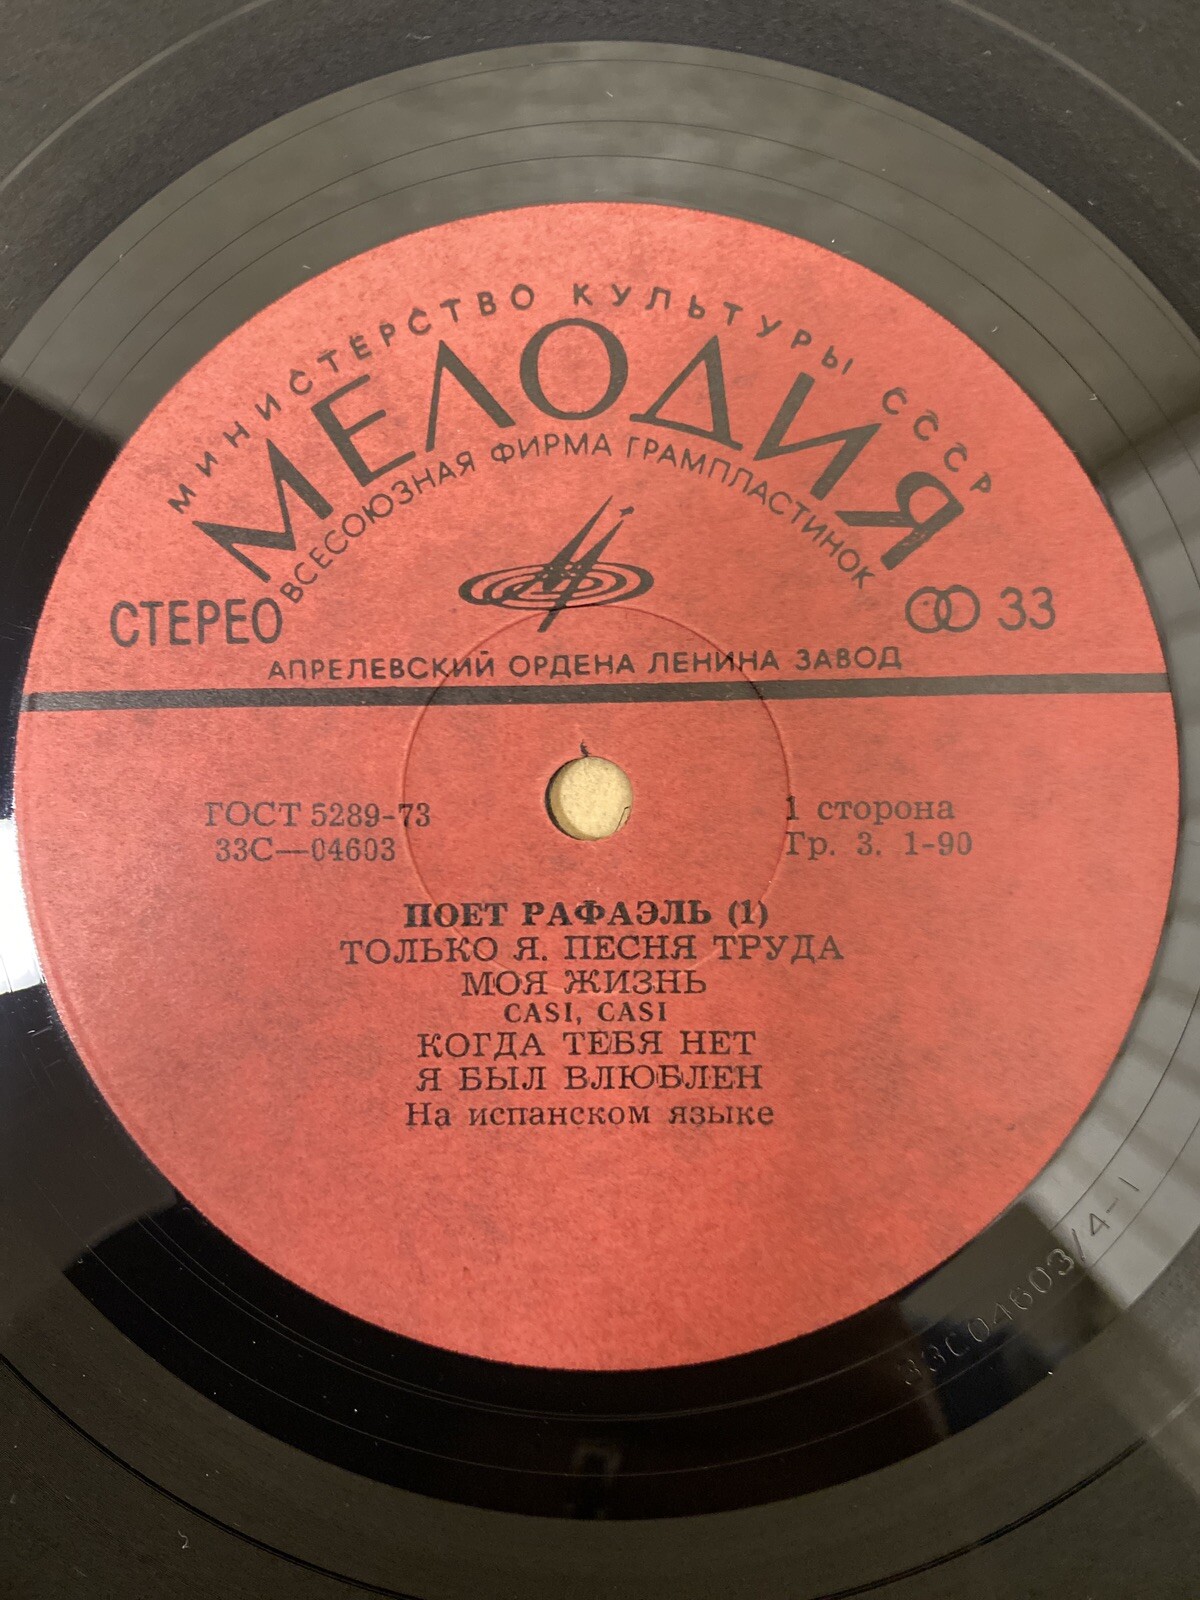 МИНИСТЕРСТВО КУЛЬТУРЫ СССР
МЕЛОДИЯ
ВСЕСОЮЗНАЯ ФИРМА ГРАМПЛАСТИНОК
СТЕРЕО
33
АПРЕЛЕВСКИЙ ОРДЕНА ЛЕНИНА ЗАВОД
ГОСТ 5289-73
33С—04603
1 сторона
Гр. 3. 1-90
ПОЕТ РАФАЭЛЬ (1)
ТОЛЬКО Я. ПЕСНЯ ТРУДА
МОЯ ЖИЗНЬ
CASI, CASI
КОГДА ТЕБЯ НЕТ
Я БЫЛ ВЛЮБЛЕН
На испанском языке
33С04603/4-1